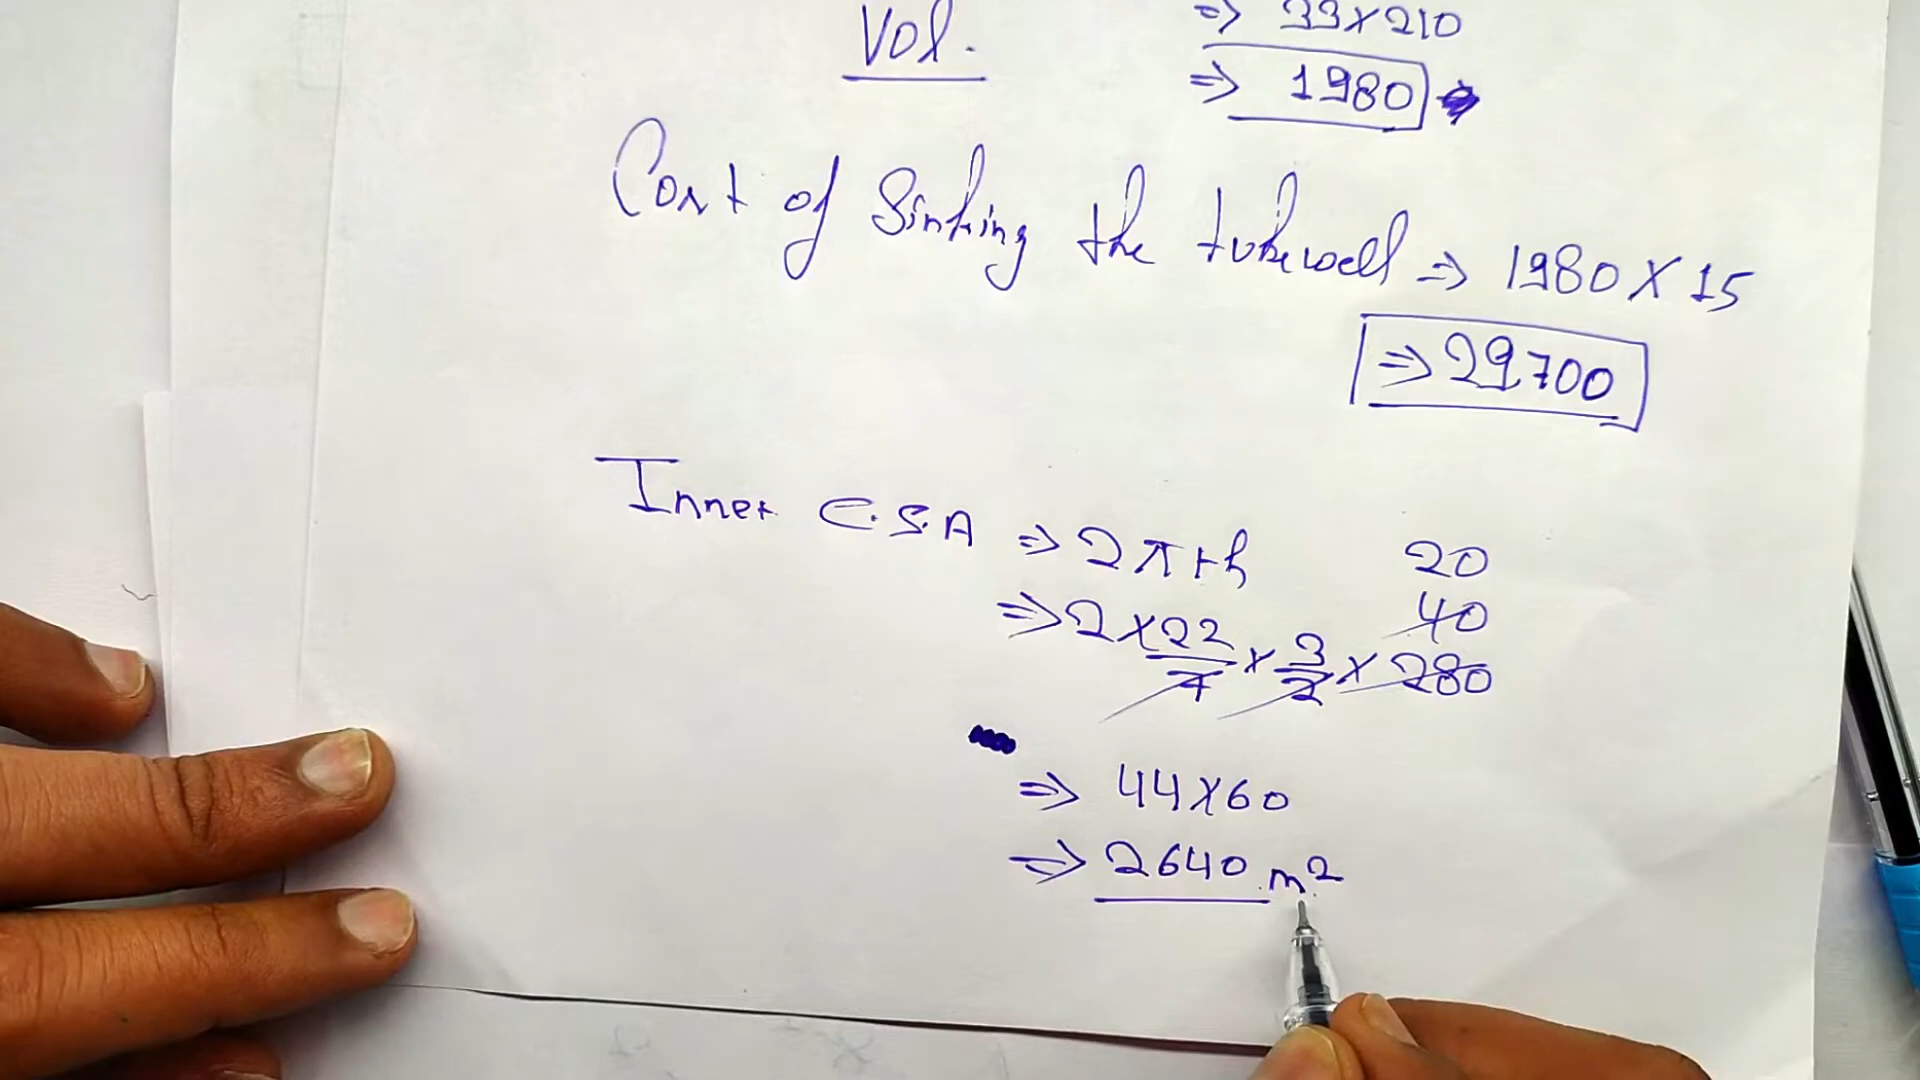 Vol.
⇒ 33×210
⇒ 1980
Cost of Sinking the tubewell ⇒ 1980 × 15
⇒ 29700
Inner C.S.A ⇒ 2πrh
20
40
⇒ 2 × 22/7 × 3/2 × 280
⇒ 44×60
⇒ 2640 m²